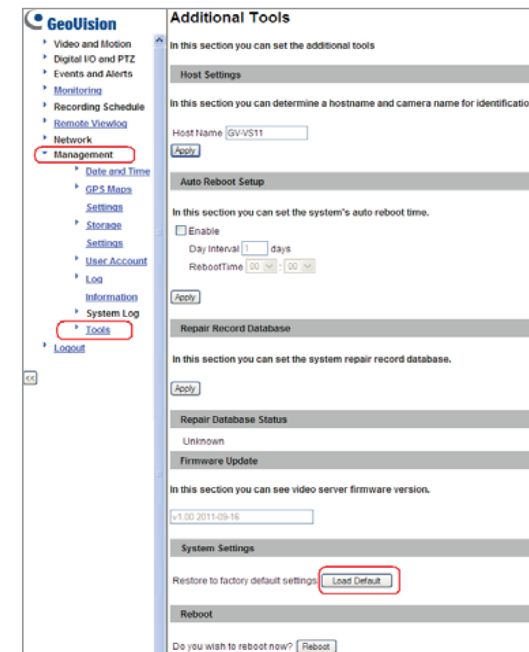 GeoVision
Video and Motion
Digital I/O and PTZ
Events and Alerts
Monitoring
Recording Schedule
Remote Viewlog
Network
Management
Date and Time
GPS Maps
Settings
Storage
Settings
User Account
Log
Information
System Log
Tools
Logout
<<
Additional Tools
In this section you can set the additional tools
Host Settings
In this section you can determine a hostname and camera name for identificatio
Host Name GV-VS11
Apply
Auto Reboot Setup
In this section you can set the system's auto reboot time.
Enable
Day Interval 1 days
RebootTime 00 : 00
Apply
Repair Record Database
In this section you can set the system repair record database.
Apply
Repair Database Status
Unknown
Firmware Update
In this section you can see video server firmware version.
v1.00 2011-09-16
System Settings
Restore to factory default settings Load Default
Reboot
Do you wish to reboot now? Reboot